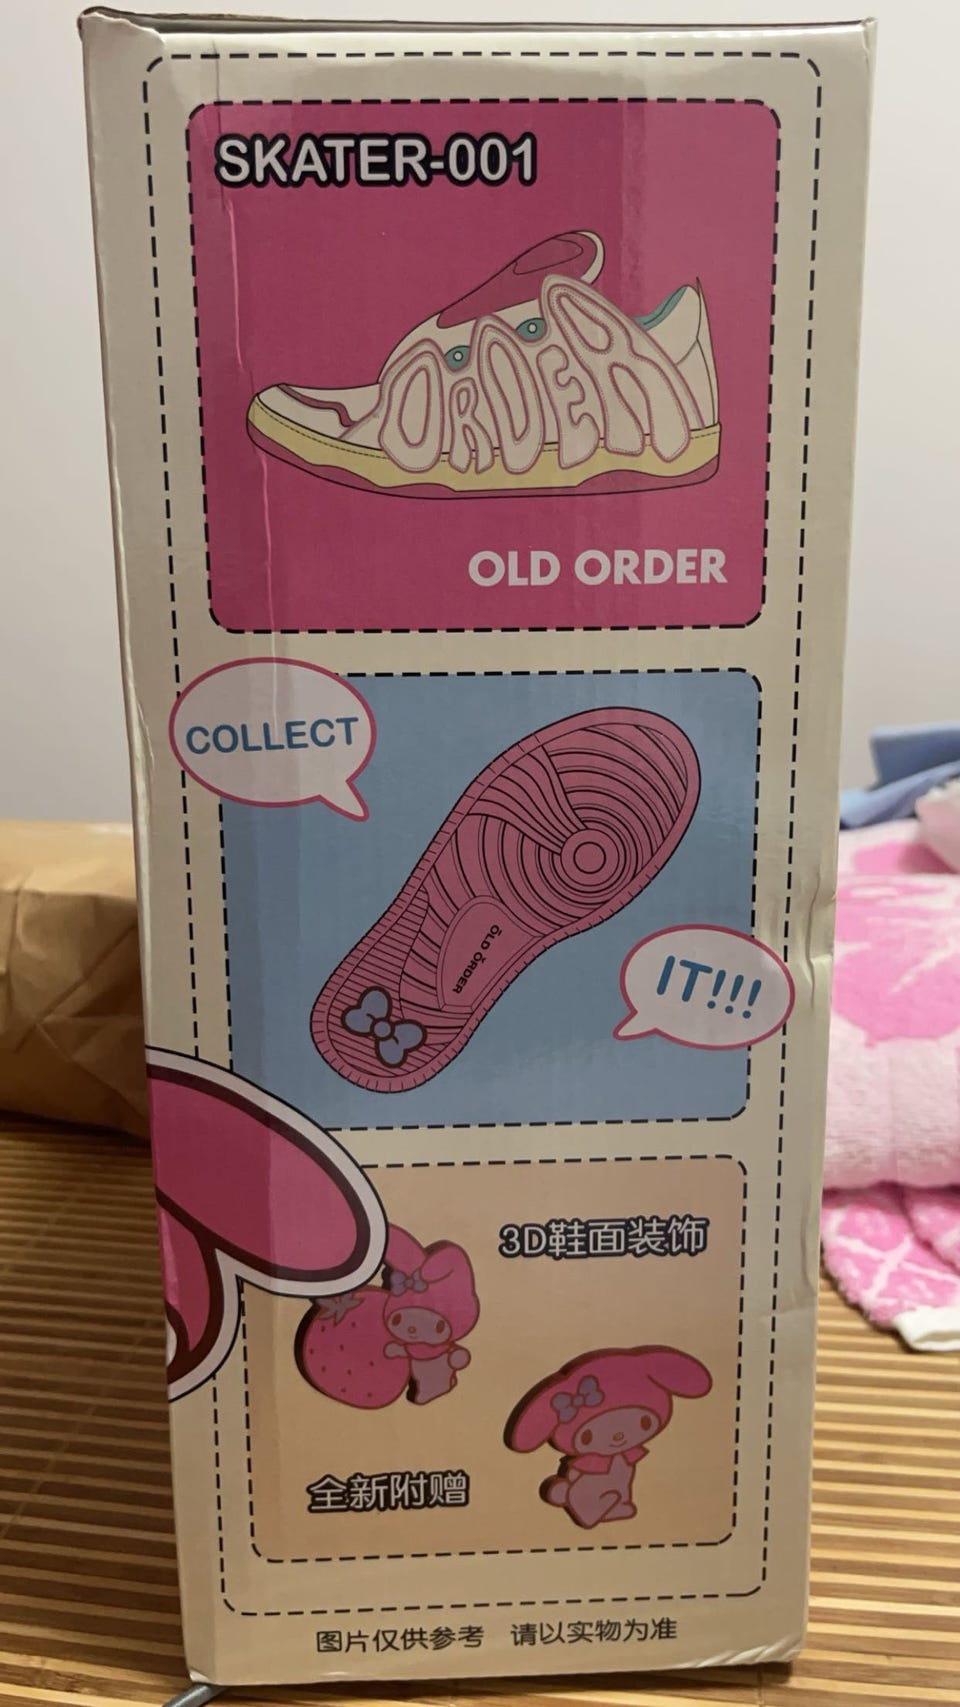 SKATER-001
ORDER
OLD ORDER
COLLECT
OLD ORDER
IT!!!
3D鞋面装饰
全新附赠
图片仅供参考 请以实物为准